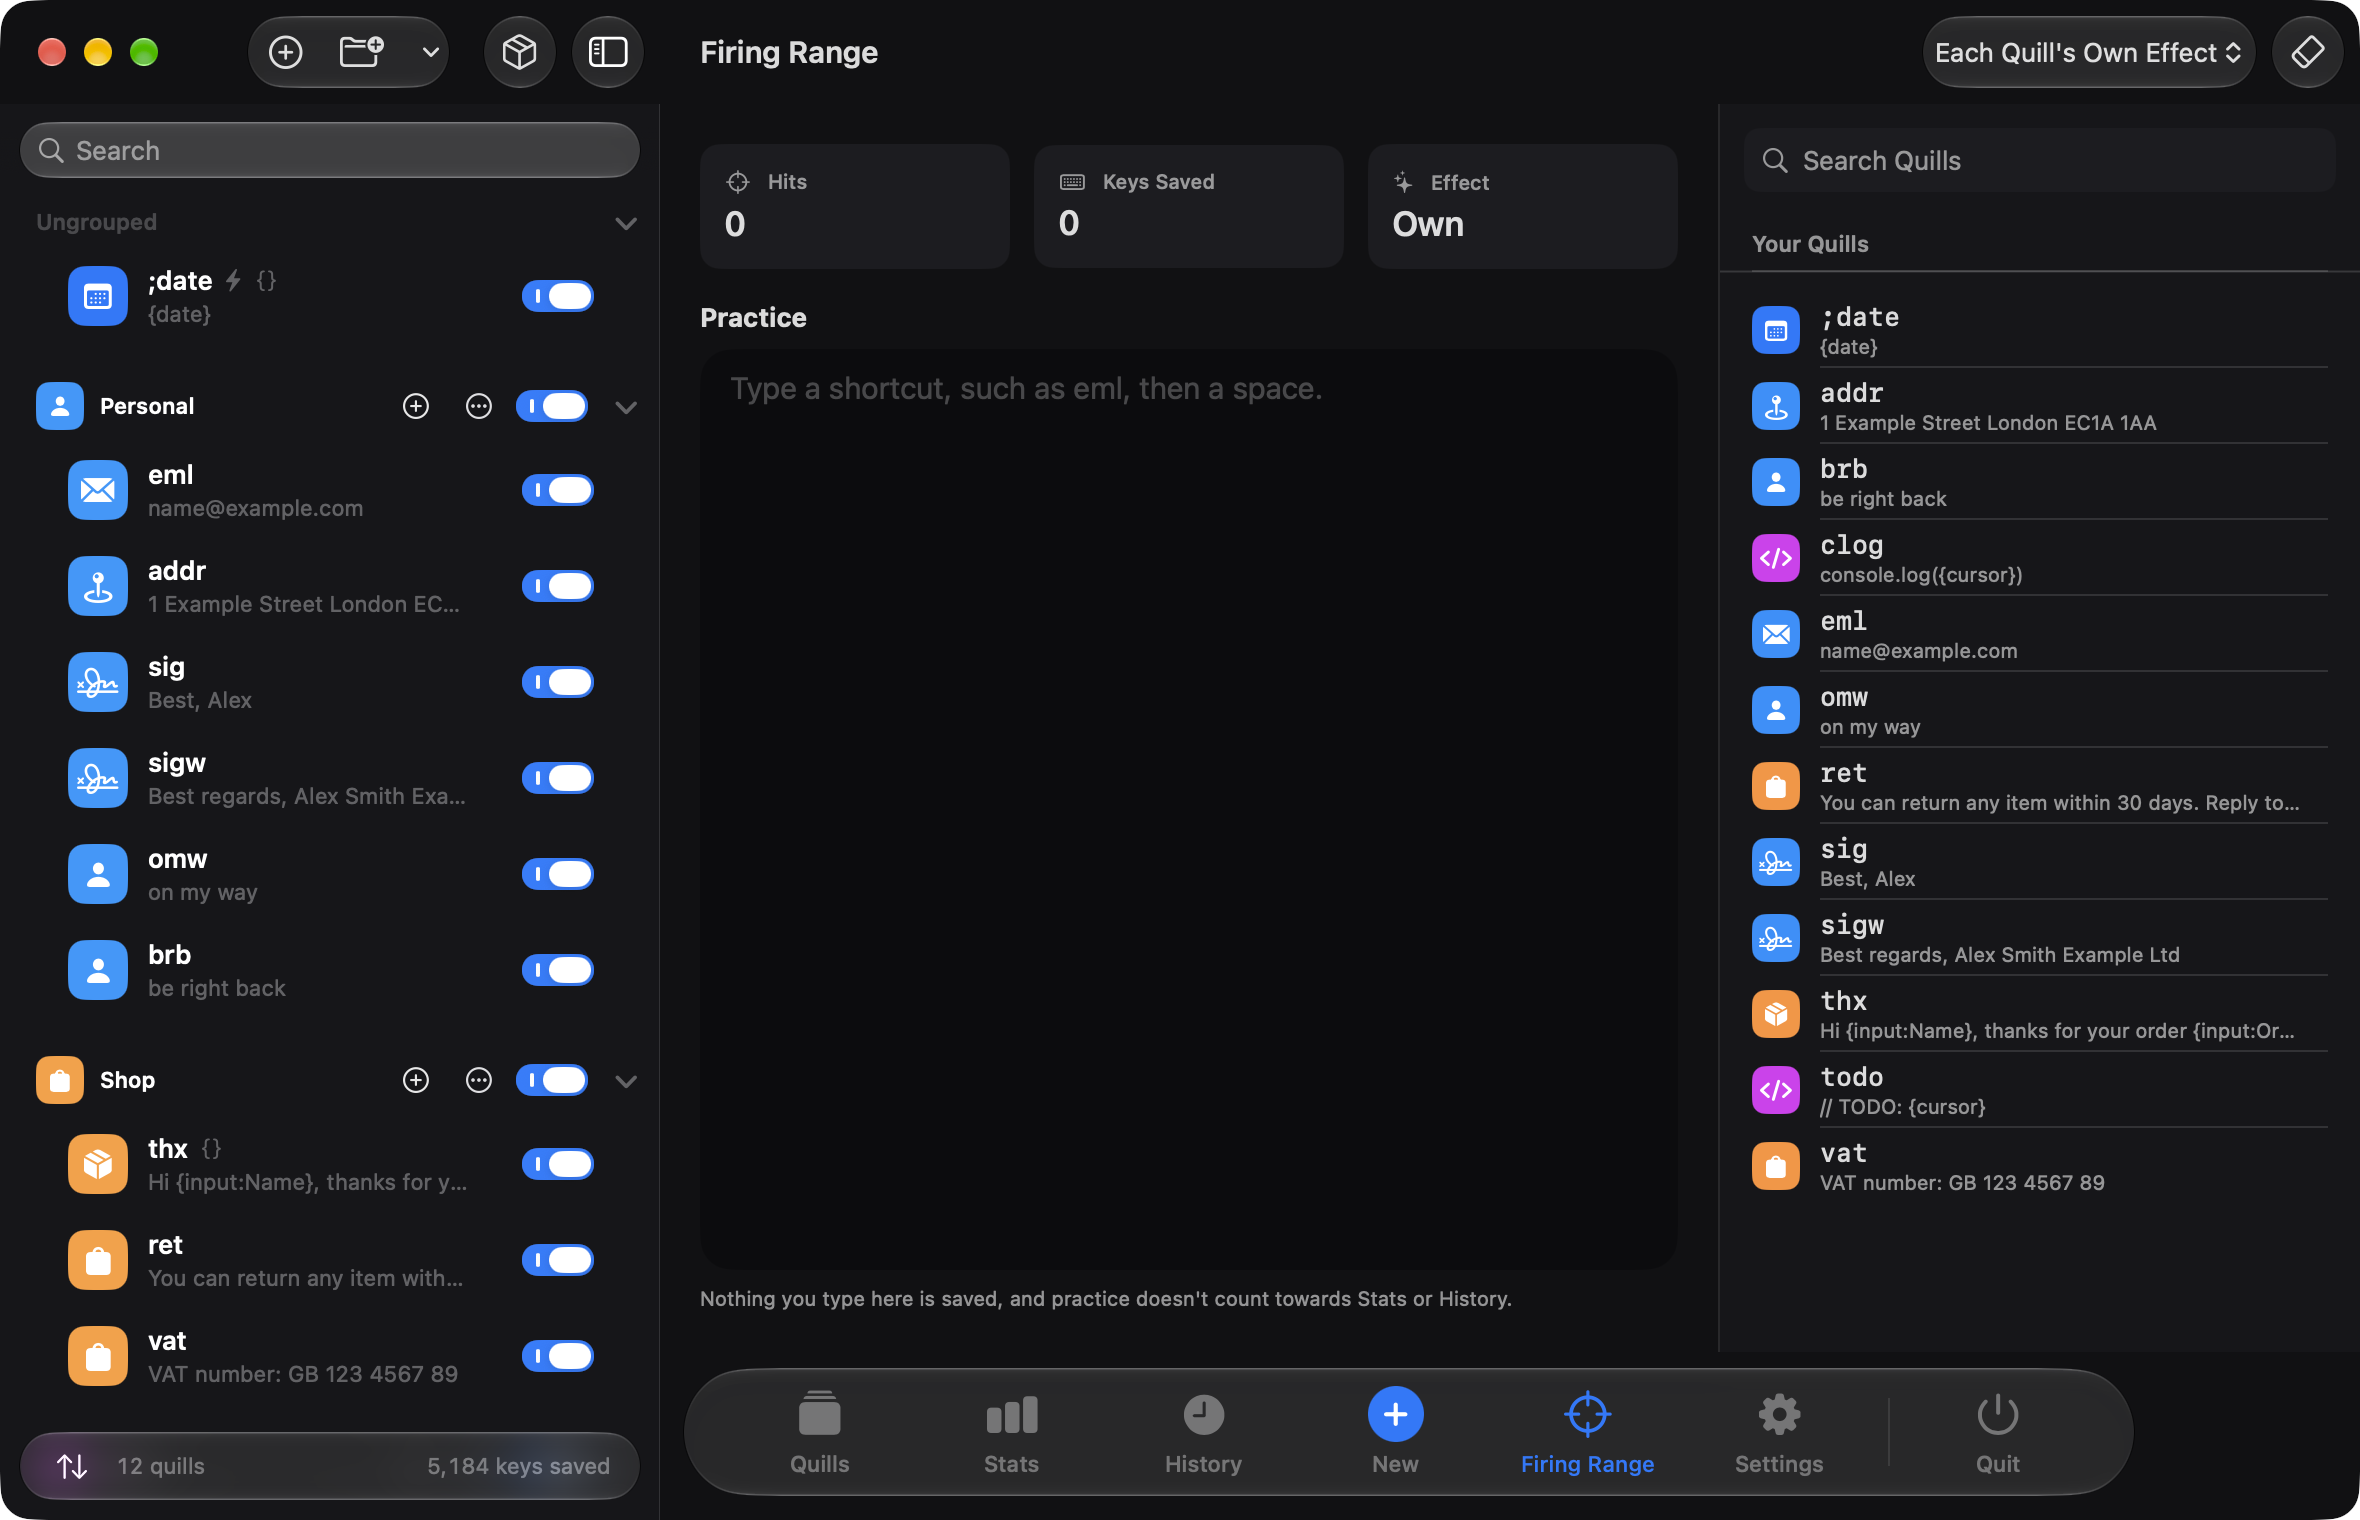 Firing Range
Each Quill's Own Effect
Search
Ungrouped
;date {}
{date}
Personal
eml
name@example.com
addr
1 Example Street London EC...
sig
Best, Alex
sigw
Best regards, Alex Smith Exa...
omw
on my way
brb
be right back
Shop
thx {}
Hi {input:Name}, thanks for y...
ret
You can return any item with...
vat
VAT number: GB 123 4567 89
12 quills
5,184 keys saved
Hits
0
Keys Saved
0
Effect
Own
Practice
Type a shortcut, such as eml, then a space.
Nothing you type here is saved, and practice doesn't count towards Stats or History.
Search Quills
Your Quills
;date
{date}
addr
1 Example Street London EC1A 1AA
brb
be right back
clog
console.log({cursor})
eml
name@example.com
omw
on my way
ret
You can return any item within 30 days. Reply to...
sig
Best, Alex
sigw
Best regards, Alex Smith Example Ltd
thx
Hi {input:Name}, thanks for your order {input:Or...
todo
// TODO: {cursor}
vat
VAT number: GB 123 4567 89
Quills
Stats
History
New
Firing Range
Settings
Quit